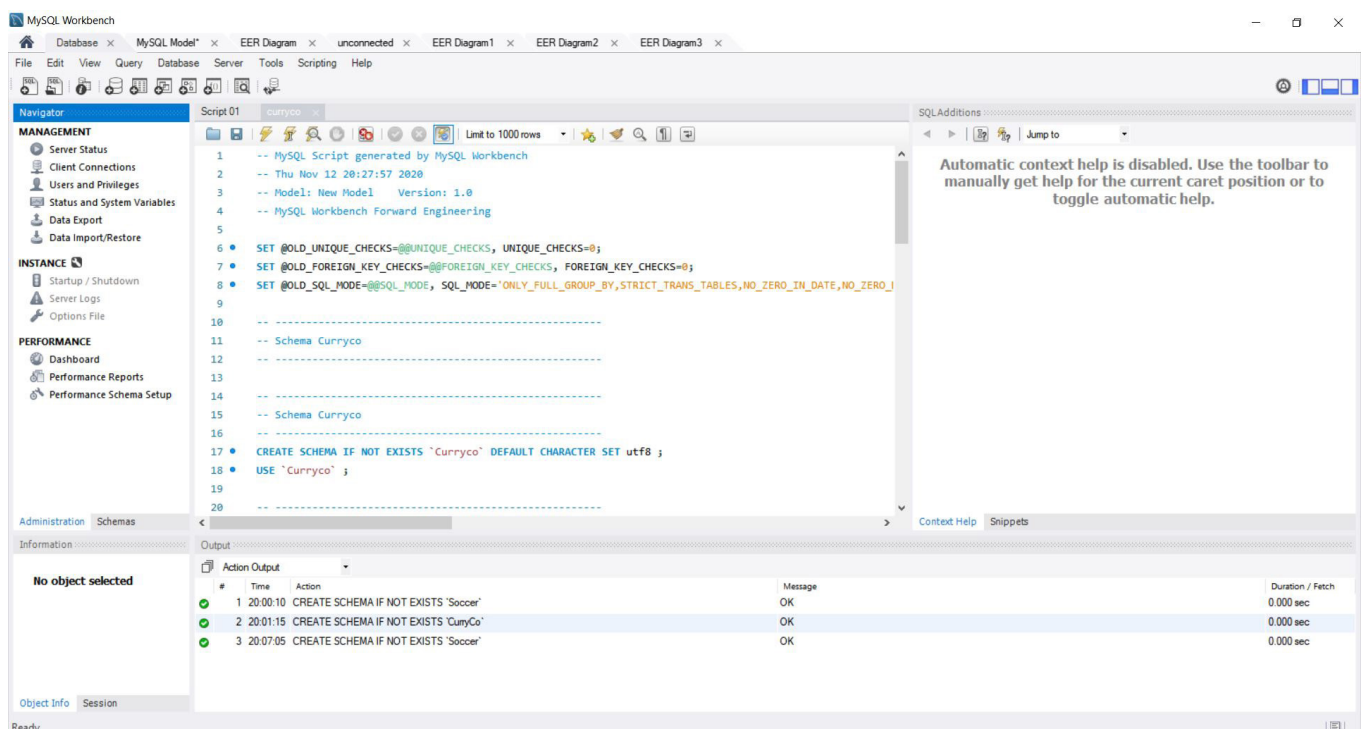 MySQL Workbench
Database MySQL Model* EER Diagram unconnected EER Diagram1 EER Diagram2 EER Diagram3
File Edit View Query Database Server Tools Scripting Help
Navigator
MANAGEMENT
Server Status
Client Connections
Users and Privileges
Status and System Variables
Data Export
Data Import/Restore
INSTANCE
Startup / Shutdown
Server Logs
Options File
PERFORMANCE
Dashboard
Performance Reports
Performance Schema Setup
Administration Schemas
Script 01 curryco
Limit to 1000 rows
1 -- MySQL Script generated by MySQL Workbench
2 -- Thu Nov 12 20:27:57 2020
3 -- Model: New Model    Version: 1.0
4 -- MySQL Workbench Forward Engineering
5
6 SET @OLD_UNIQUE_CHECKS=@@UNIQUE_CHECKS, UNIQUE_CHECKS=0;
7 SET @OLD_FOREIGN_KEY_CHECKS=@@FOREIGN_KEY_CHECKS, FOREIGN_KEY_CHECKS=0;
8 SET @OLD_SQL_MODE=@@SQL_MODE, SQL_MODE='ONLY_FULL_GROUP_BY,STRICT_TRANS_TABLES,NO_ZERO_IN_DATE,NO_ZERO_
9
10 -- -----------------------------------------------------
11 -- Schema Curryco
12 -- -----------------------------------------------------
13
14 -- -----------------------------------------------------
15 -- Schema Curryco
16 -- -----------------------------------------------------
17 CREATE SCHEMA IF NOT EXISTS `Curryco` DEFAULT CHARACTER SET utf8 ;
18 USE `Curryco` ;
19
20 -- -----------------------------------------------------
SQLAdditions
Jump to
Automatic context help is disabled. Use the toolbar to
manually get help for the current caret position or to
toggle automatic help.
Context Help Snippets
Information
No object selected
Object Info Session
Output
Action Output
# Time Action Message Duration / Fetch
1 20:00:10 CREATE SCHEMA IF NOT EXISTS `Soccer` OK 0.000 sec
2 20:01:15 CREATE SCHEMA IF NOT EXISTS `CurryCo` OK 0.000 sec
3 20:07:05 CREATE SCHEMA IF NOT EXISTS `Soccer` OK 0.000 sec
Ready